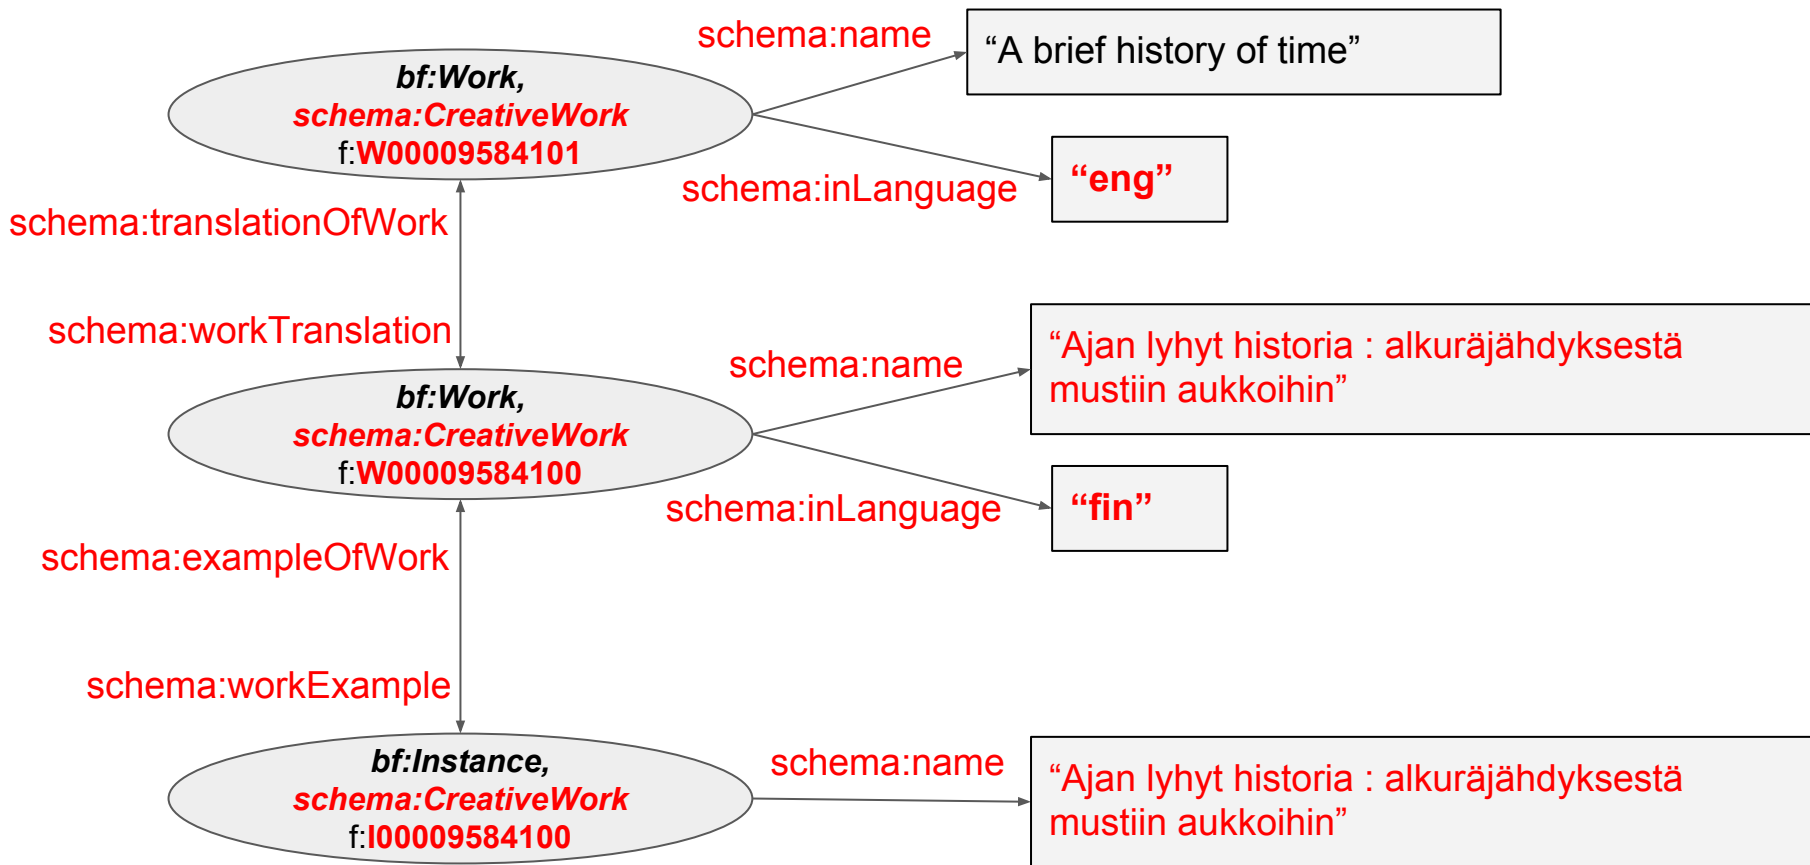 schema:name
“A brief history of time”
bf:Work,
schema:CreativeWork
f:W00009584101
schema:inLanguage
“eng”
schema:translationOfWork
schema:workTranslation
schema:name
“Ajan lyhyt historia : alkuräjähdyksestä
mustiin aukkoihin”
bf:Work,
schema:CreativeWork
f:W00009584100
schema:inLanguage
“fin”
schema:exampleOfWork
schema:workExample
bf:Instance,
schema:CreativeWork
f:I00009584100
schema:name
“Ajan lyhyt historia : alkuräjähdyksestä
mustiin aukkoihin”